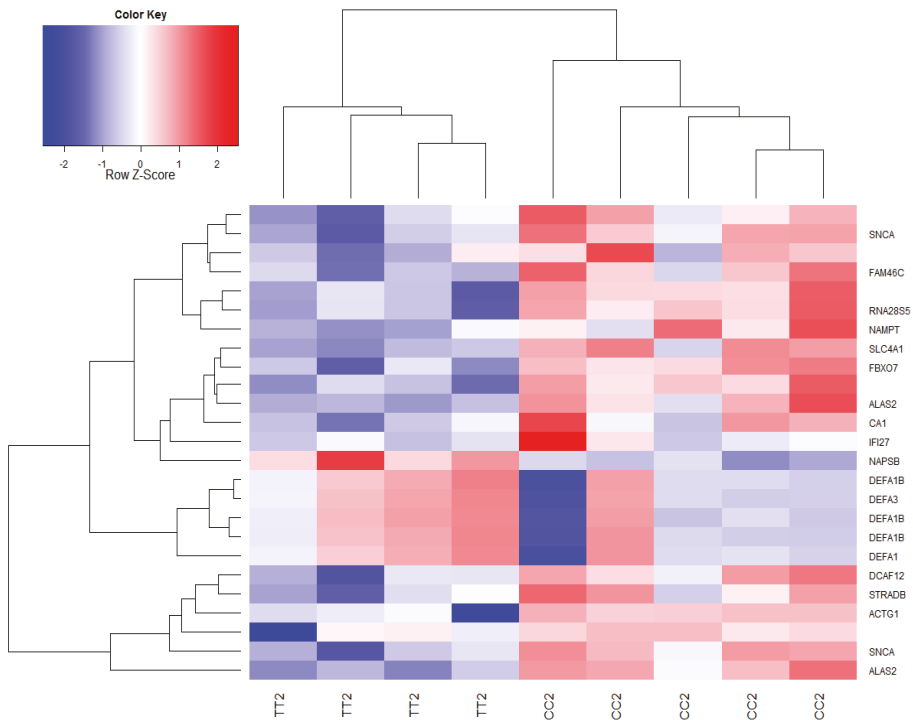 Color Key
-2 -1 0 1 2
Row Z-Score
SNCA
FAM46C
RNA28S5
NAMPT
SLC4A1
FBXO7
ALAS2
CA1
IFI27
NAPSB
DEFA1B
DEFA3
DEFA1B
DEFA1B
DEFA1
DCAF12
STRADB
ACTG1
SNCA
ALAS2
TT2 TT2 TT2 TT2 CC2 CC2 CC2 CC2 CC2